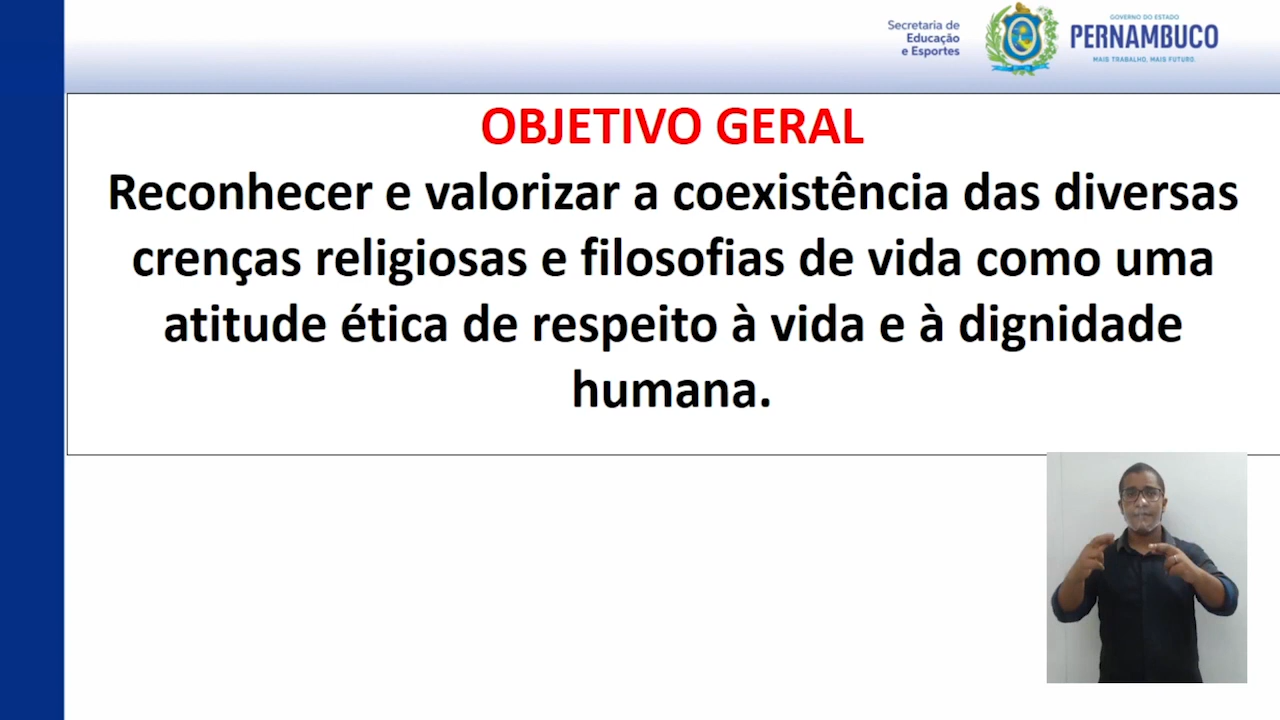 Secretaria de
Educação
e Esportes
GOVERNO DO ESTADO
PERNAMBUCO
MAIS TRABALHO, MAIS FUTURO.
OBJETIVO GERAL
Reconhecer e valorizar a coexistência das diversas
crenças religiosas e filosofias de vida como uma
atitude ética de respeito à vida e à dignidade
humana.